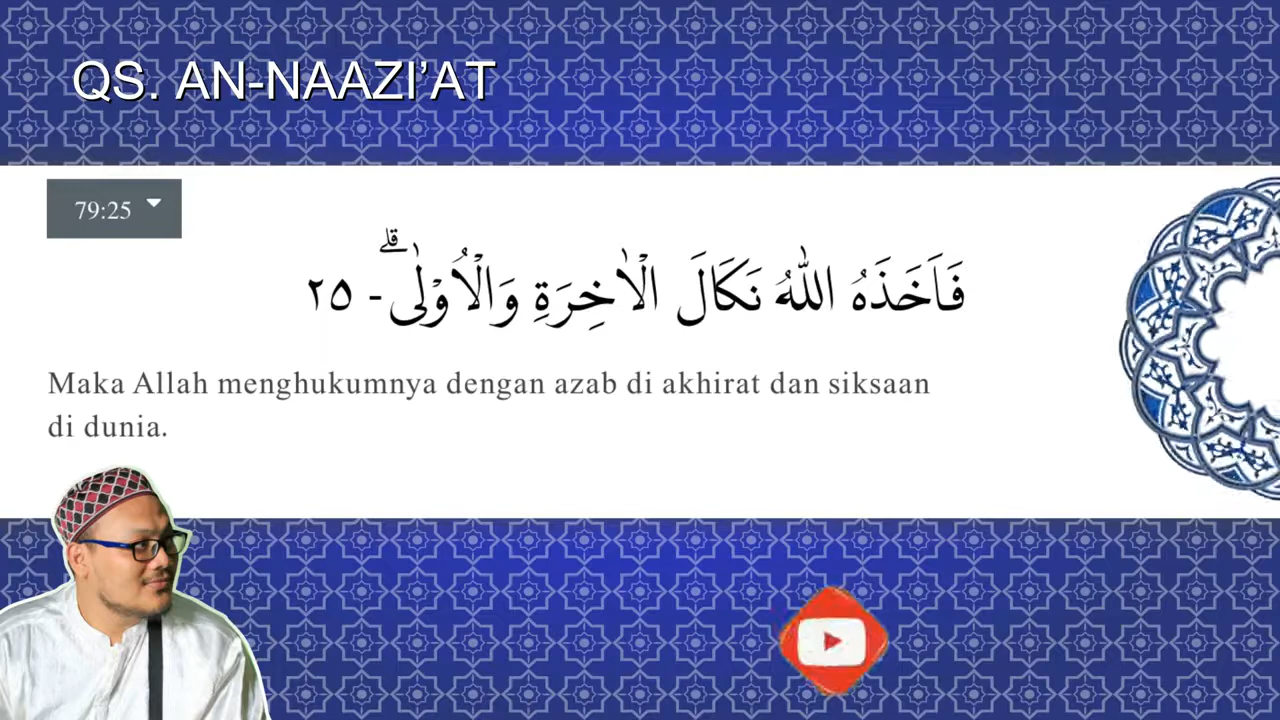 QS. AN-NAAZI’AT
79:25
فَاَخَذَهُ اللّٰهُ نَكَالَ الْاٰخِرَةِ وَالْاُوْلٰىۗ - ٢٥
Maka Allah menghukumnya dengan azab di akhirat dan siksaan
di dunia.